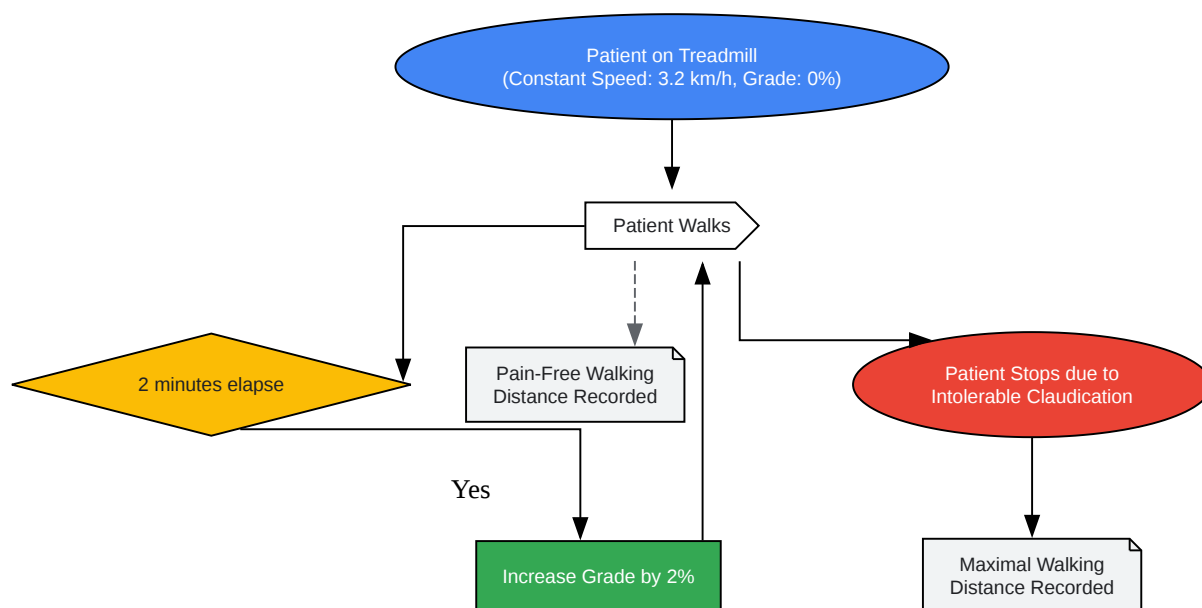 Patient on Treadmill
(Constant Speed: 3.2 km/h, Grade: 0%)
Patient Walks
2 minutes elapse
Pain-Free Walking
Distance Recorded
Patient Stops due to
Intolerable Claudication
Yes
Increase Grade by 2%
Maximal Walking
Distance Recorded